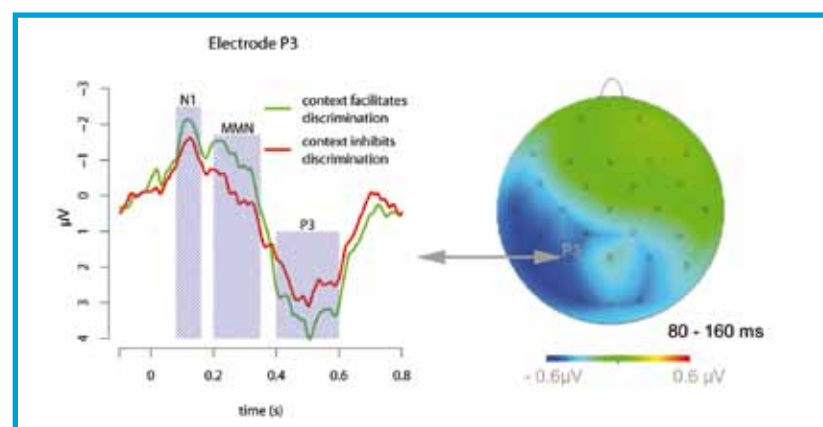 Electrode P3
-3
-2
-1
0
1
2
3
4
µV
N1
MMN
P3
context facilitates
discrimination
context inhibits
discrimination
0
0.2
0.4
0.6
0.8
time (s)
P3
80 - 160 ms
- 0.6µV
0.6 µV